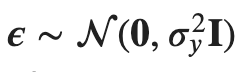 ϵ ∼ 𝒩(0, σ_y^2 I)